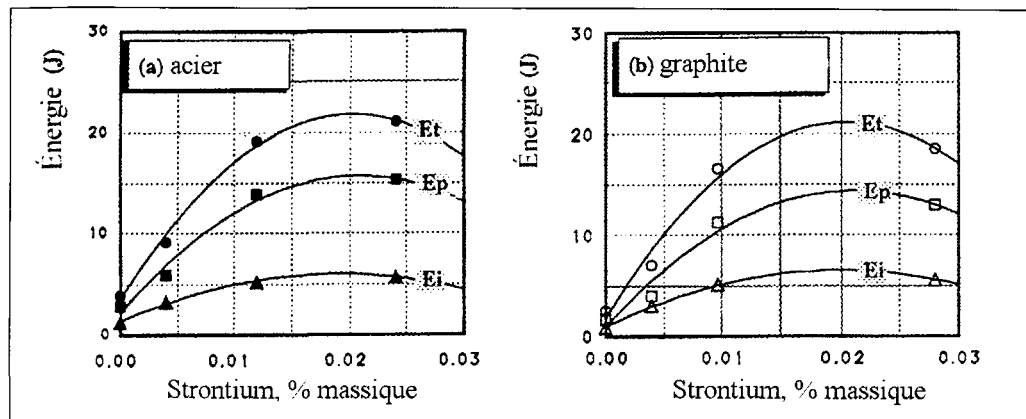 30
20
10
0
Énergie (J)
(a) acier
Et
Ep
Ei
0.00 0.01 0.02 0.03
Strontium, % massique
30
20
10
0
Énergie (J)
(b) graphite
Et
Ep
Ei
0.00 0.01 0.02 0.03
Strontium, % massique